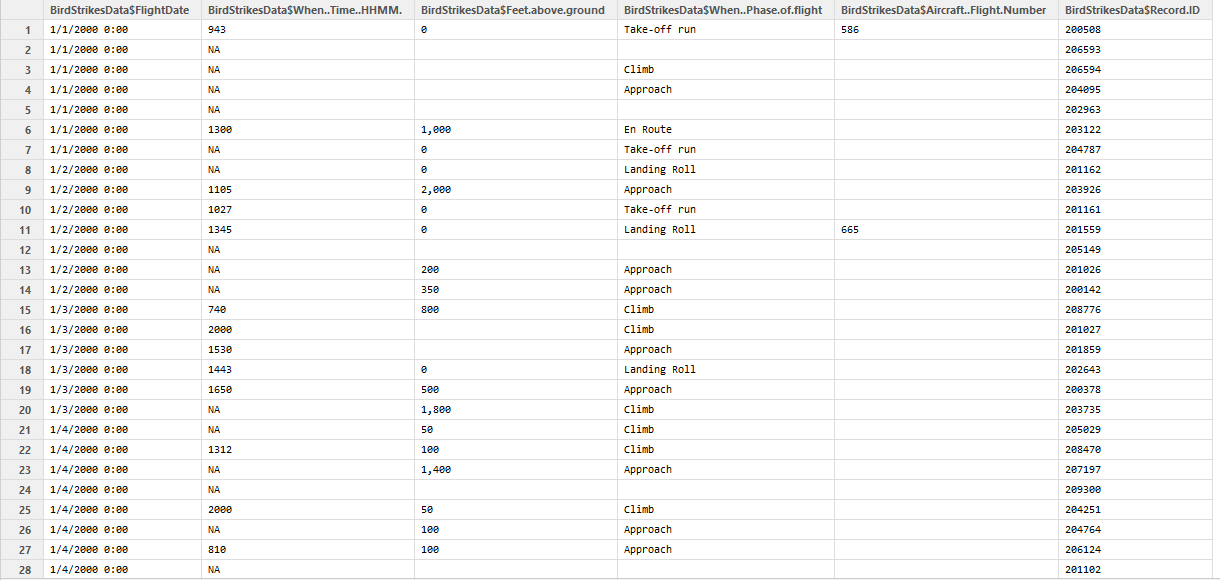 BirdStrikesData$FlightDate BirdStrikesData$When..Time..HHMM. BirdStrikesData$Feet.above.ground BirdStrikesData$When..Phase.of.flight BirdStrikesData$Aircraft..Flight.Number BirdStrikesData$Record.ID
1 1/1/2000 0:00 943 0 Take-off run 586 200508
2 1/1/2000 0:00 NA 206593
3 1/1/2000 0:00 NA Climb 206594
4 1/1/2000 0:00 NA Approach 204095
5 1/1/2000 0:00 NA 202963
6 1/1/2000 0:00 1300 1,000 En Route 203122
7 1/1/2000 0:00 NA 0 Take-off run 204787
8 1/2/2000 0:00 NA 0 Landing Roll 201162
9 1/2/2000 0:00 1105 2,000 Approach 203926
10 1/2/2000 0:00 1027 0 Take-off run 201161
11 1/2/2000 0:00 1345 0 Landing Roll 665 201559
12 1/2/2000 0:00 NA 205149
13 1/2/2000 0:00 NA 200 Approach 201026
14 1/2/2000 0:00 NA 350 Approach 200142
15 1/3/2000 0:00 740 800 Climb 208776
16 1/3/2000 0:00 2000 Climb 201027
17 1/3/2000 0:00 1530 Approach 201859
18 1/3/2000 0:00 1443 0 Landing Roll 202643
19 1/3/2000 0:00 1650 500 Approach 200378
20 1/3/2000 0:00 NA 1,800 Climb 203735
21 1/4/2000 0:00 NA 50 Climb 205029
22 1/4/2000 0:00 1312 100 Climb 208470
23 1/4/2000 0:00 NA 1,400 Approach 207197
24 1/4/2000 0:00 NA 209300
25 1/4/2000 0:00 2000 50 Climb 204251
26 1/4/2000 0:00 NA 100 Approach 204764
27 1/4/2000 0:00 810 100 Approach 206124
28 1/4/2000 0:00 NA 201102